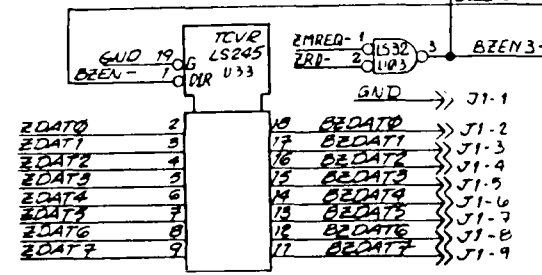 TCVR
GND 19 G LS245
BZEN- 1 DIR U33
ZMREQ- 1 LS32 3 BZEN3-
ZRD- 2 U103
GND J1-1
ZDAT0 2 18 BZDAT0 J1-2
ZDAT1 3 17 BZDAT1 J1-3
ZDAT2 4 16 BZDAT2 J1-4
ZDAT3 5 15 BZDAT3 J1-5
ZDAT4 6 14 BZDAT4 J1-6
ZDAT5 7 13 BZDAT5 J1-7
ZDAT6 8 12 BZDAT6 J1-8
ZDAT7 9 11 BZDAT7 J1-9